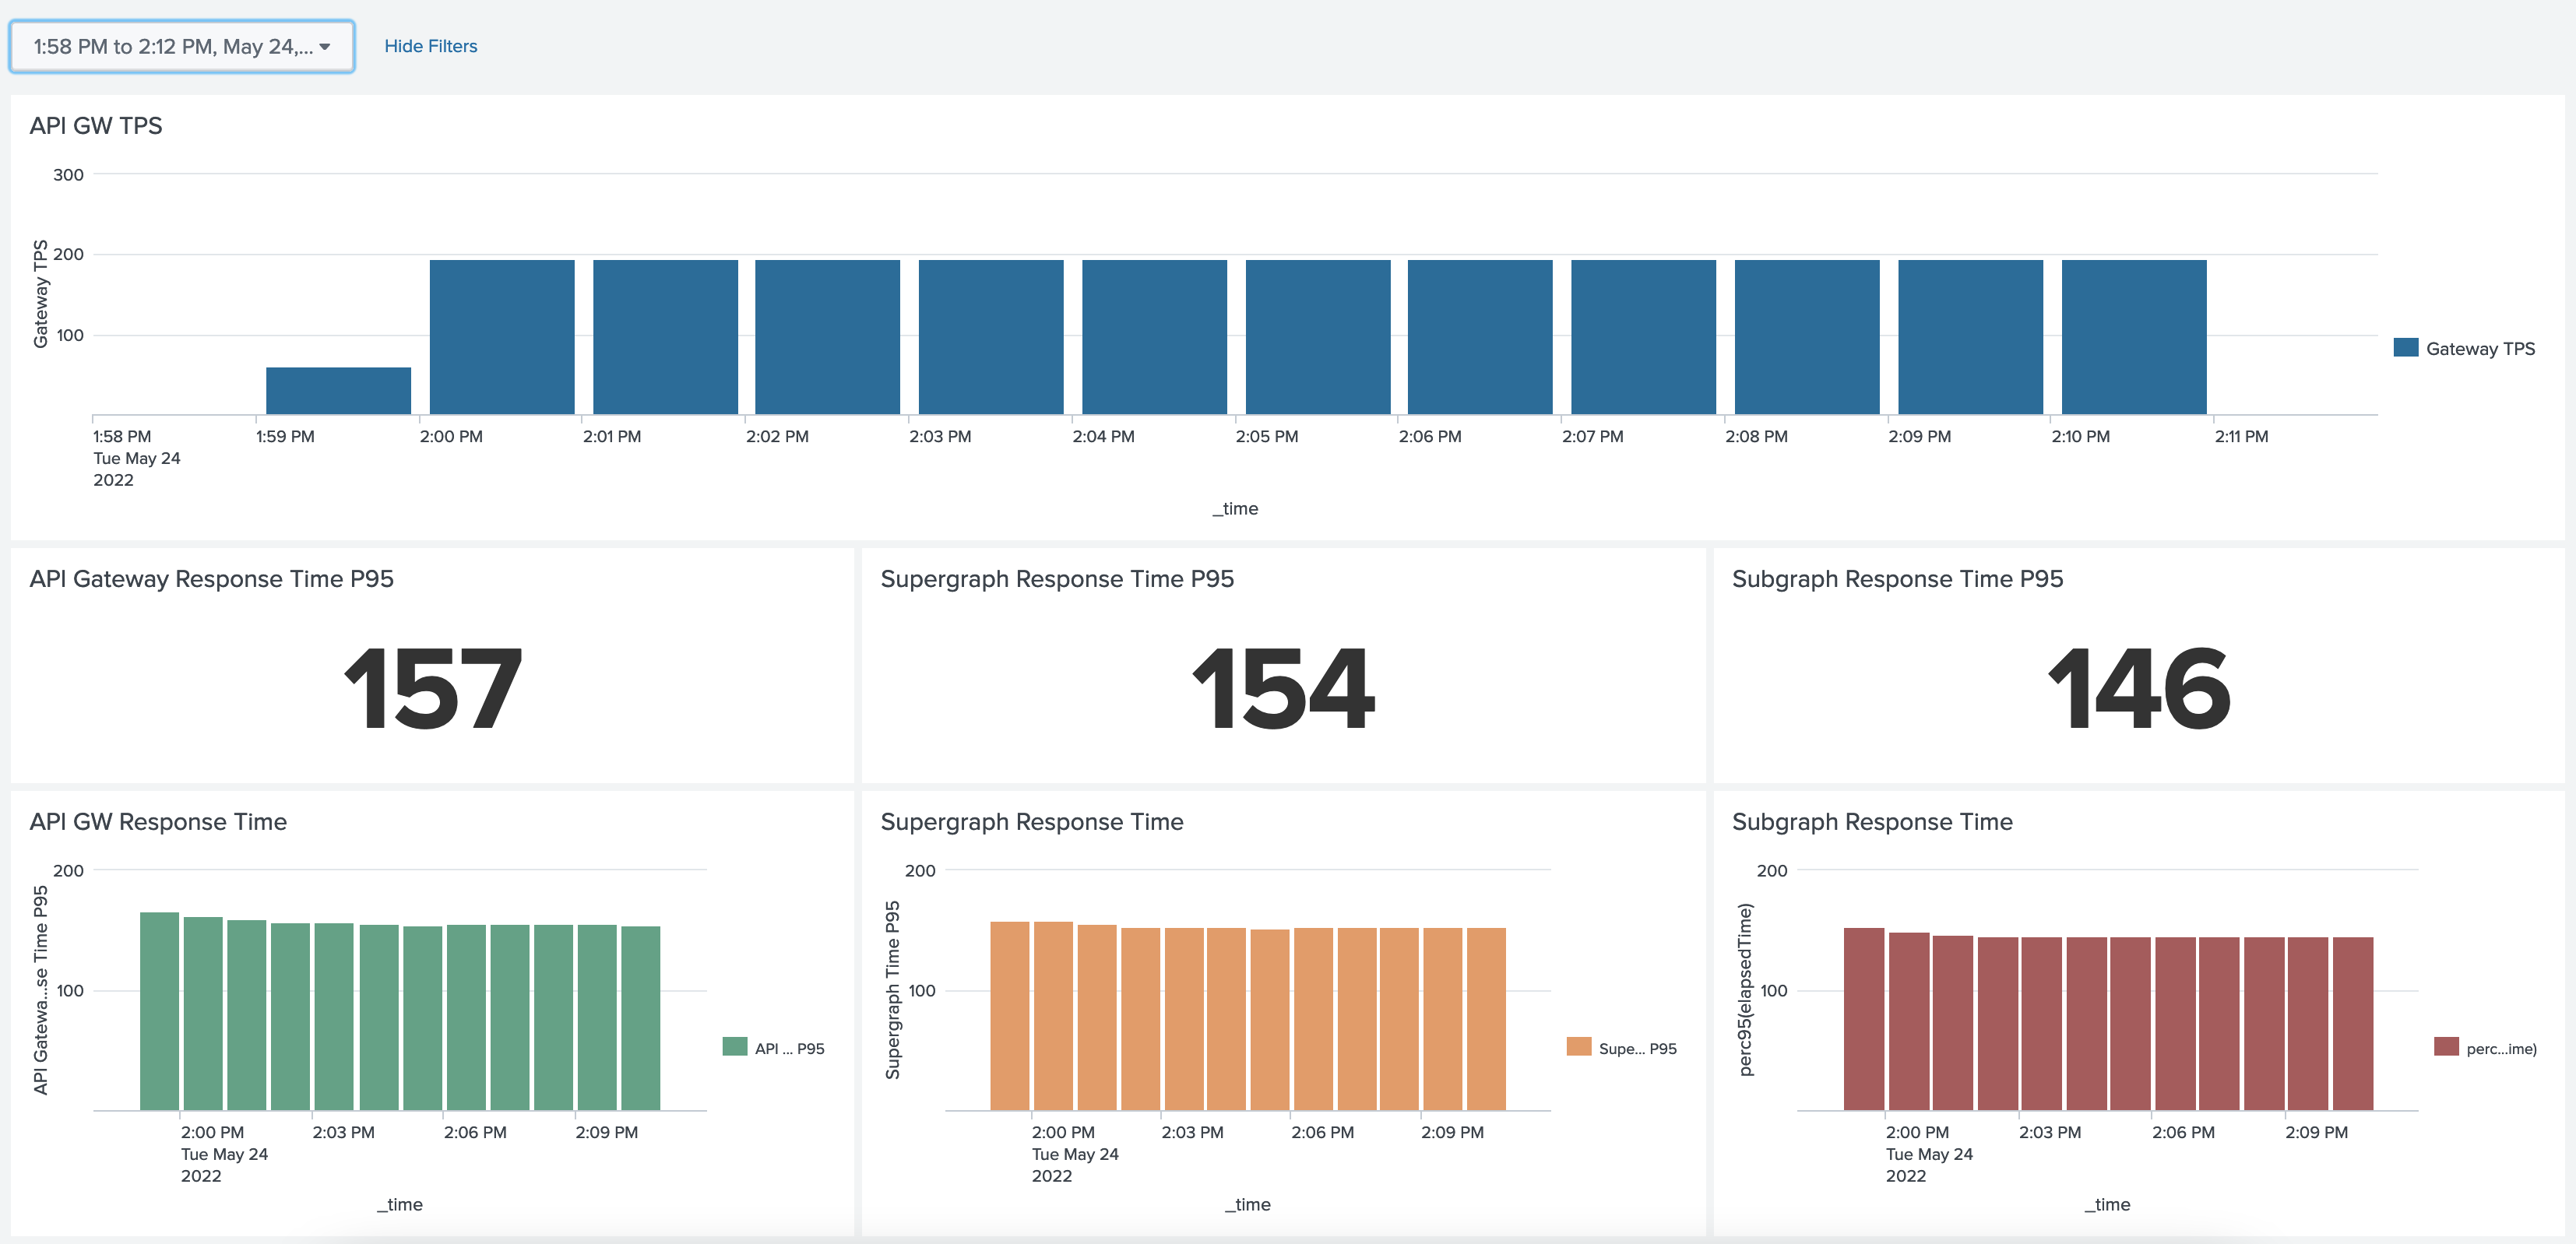 1:58 PM to 2:12 PM, May 24,...
Hide Filters
API GW TPS
300
200
100
Gateway TPS
Gateway TPS
1:58 PM
Tue May 24
2022
1:59 PM
2:00 PM
2:01 PM
2:02 PM
2:03 PM
2:04 PM
2:05 PM
2:06 PM
2:07 PM
2:08 PM
2:09 PM
2:10 PM
2:11 PM
_time
API Gateway Response Time P95
157
Supergraph Response Time P95
154
Subgraph Response Time P95
146
API GW Response Time
200
100
API Gatewa...se Time P95
API ... P95
2:00 PM
Tue May 24
2022
2:03 PM
2:06 PM
2:09 PM
_time
Supergraph Response Time
200
100
Supergraph Time P95
Supe... P95
2:00 PM
Tue May 24
2022
2:03 PM
2:06 PM
2:09 PM
_time
Subgraph Response Time
200
100
perc95(elapsedTime)
perc...ime)
2:00 PM
Tue May 24
2022
2:03 PM
2:06 PM
2:09 PM
_time